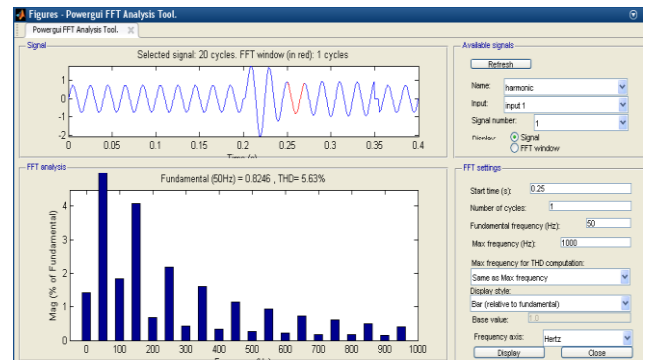 Figures - Powergui FFT Analysis Tool.
Powergui FFT Analysis Tool.
Signal
Selected signal: 20 cycles. FFT window (in red): 1 cycles
1
0
-1
-2
0 0.05 0.1 0.15 0.2 0.25 0.3 0.35 0.4
Time (s)
FFT analysis
Fundamental (50Hz) = 0.8246 , THD= 5.63%
Mag (% of Fundamental)
4
3
2
1
0
0 100 200 300 400 500 600 700 800 900 1000
Available signals
Refresh
Name: harmonic
Input: input 1
Signal number: 1
Display: Signal
FFT window
FFT settings
Start time (s): 0.25
Number of cycles: 1
Fundamental frequency (Hz): 50
Max frequency (Hz): 1000
Max frequency for THD computation:
Same as Max frequency
Display style:
Bar (relative to fundamental)
Base value: 1.0
Frequency axis: Hertz
Display Close